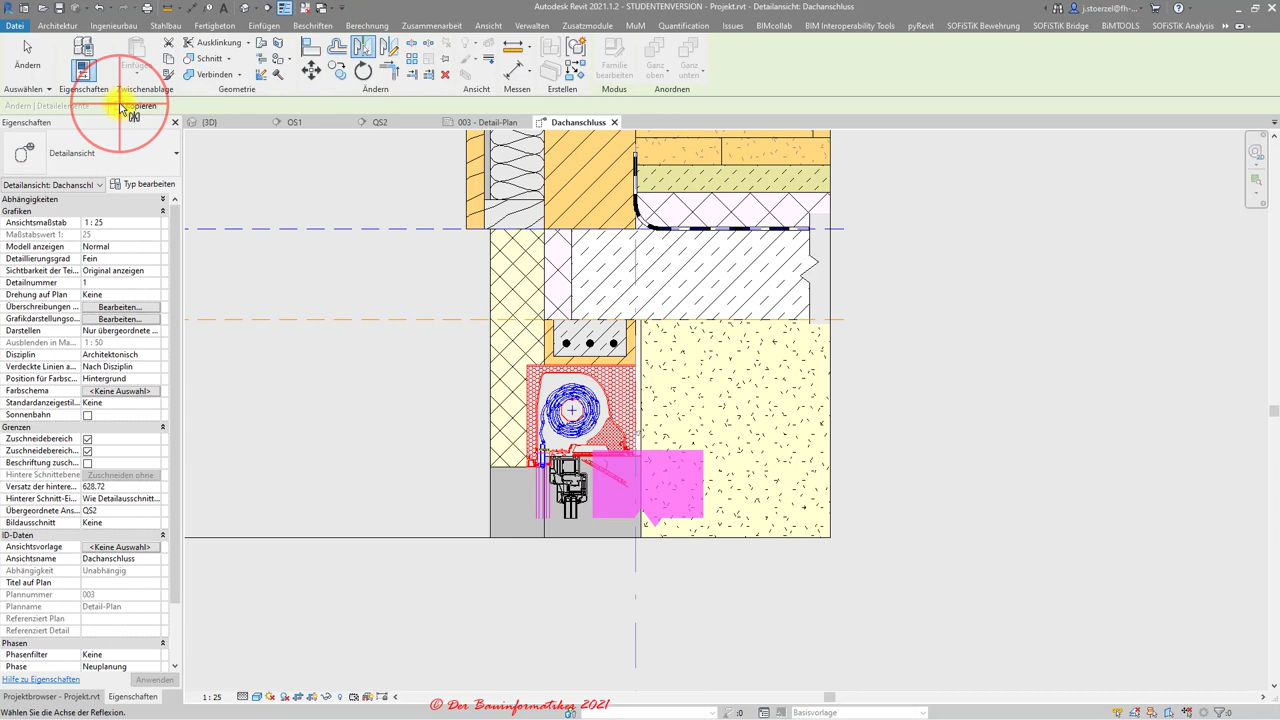 Autodesk Revit 2021.1.2 - STUDENTENVERSION - Projekt.rvt - Detailansicht: Dachanschluss
j.stoerzel@fh-...
Datei Architektur Ingenieurbau Stahlbau Fertigbeton Einfügen Beschriften Berechnung Zusammenarbeit Ansicht Verwalten Zusatzmodule MuM Quantification Issues BIMcollab BIM Interoperability Tools pyRevit SOFiSTiK Bewehrung SOFiSTiK Bridge BiMTOOLS SOFiSTiK Analysis
Ausklinkung
Schnitt
Verbinden
Ändern Einfügen Familie bearbeiten Ganz oben Ganz unten
Auswählen Eigenschaften Zwischenablage Geometrie Ändern Ansicht Messen Erstellen Modus Anordnen
Ändern | Detailelemente
Eigenschaften
{3D} OS1 QS2 003 - Detail-Plan Dachanschluss
Detailansicht
Detailansicht: Dachanschl Typ bearbeiten
Abhängigkeiten
Grafiken
Ansichtsmaßstab 1 : 25
Maßstabswert 1: 25
Modell anzeigen Normal
Detaillierungsgrad Fein
Sichtbarkeit der Tei... Original anzeigen
Detailnummer 1
Drehung auf Plan Keine
Überschreibungen ... Bearbeiten...
Grafikdarstellungso... Bearbeiten...
Darstellen Nur übergeordnete ...
Ausblenden in Ma... 1 : 50
Disziplin Architektonisch
Verdeckte Linien a... Nach Disziplin
Position für Farbsc... Hintergrund
Farbschema <Keine Auswahl>
Standardanzeigestil... Keine
Sonnenbahn
Grenzen
Zuschneidebereich
Zuschneidebereich...
Beschriftung zusch...
Hintere Schnittebene Zuschneiden ohne
Versatz der hintere... 628.72
Hinterer Schnitt-Ei... Wie Detailausschnitt...
Übergeordnete Ans... QS2
Bildausschnitt Keine
ID-Daten
Ansichtsvorlage <Keine Auswahl>
Ansichtsname Dachanschluss
Abhängigkeit Unabhängig
Titel auf Plan
Plannummer 003
Planname Detail-Plan
Referenziert Plan
Referenziert Detail
Phasen
Phasenfilter Keine
Phase Neuplanung
Hilfe zu Eigenschaften Anwenden
Projektbrowser - Projekt.rvt Eigenschaften
1 : 25
© Der Bauinformatiker 2021
Wählen Sie die Achse der Reflexion. :0 Basisvorlage :0